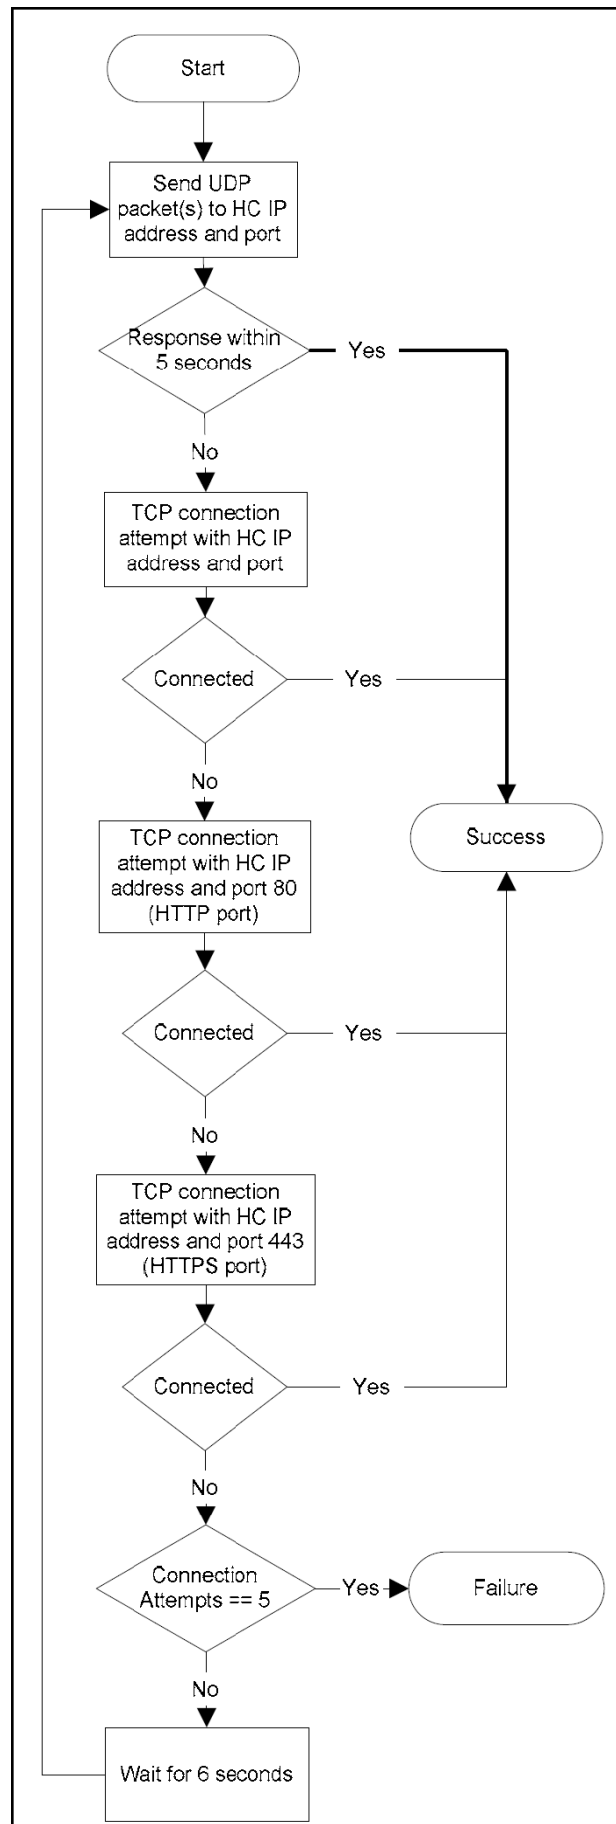 Start
Send UDP
packet(s) to HC IP
address and port
Response within
5 seconds
Yes
No
TCP connection
attempt with HC IP
address and port
Connected
Yes
No
TCP connection
attempt with HC IP
address and port 80
(HTTP port)
Success
Connected
Yes
No
TCP connection
attempt with HC IP
address and port 443
(HTTPS port)
Connected
Yes
No
Connection
Attempts == 5
Yes
Failure
No
Wait for 6 seconds